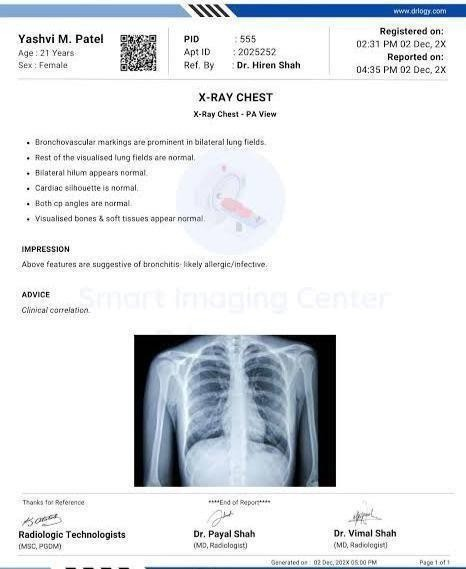 www.drlogy.com
Yashvi M. Patel
Age : 21 Years
Sex : Female
PID : 555
Apt ID : 2025252
Ref. By : Dr. Hiren Shah
Registered on:
02:31 PM 02 Dec, 2X
Reported on:
04:35 PM 02 Dec, 2X
X-RAY CHEST
X-Ray Chest - PA View
• Bronchovascular markings are prominent in bilateral lung fields.
• Rest of the visualised lung fields are normal.
• Bilateral hilum appears normal.
• Cardiac silhouette is normal.
• Both cp angles are normal.
• Visualised bones & soft tissues appear normal.
IMPRESSION
Above features are suggestive of bronchitis- likely allergic/infective.
ADVICE
Smart Imaging Center
Clinical correlation.
Thanks for Reference
****End of Report****
Radiologic Technologists
(MSC, PGDM)
Dr. Payal Shah
(MD, Radiologist)
Dr. Vimal Shah
(MD, Radiologist)
Generated on : 02 Dec, 202X 05:00 PM
Page 1 of 1